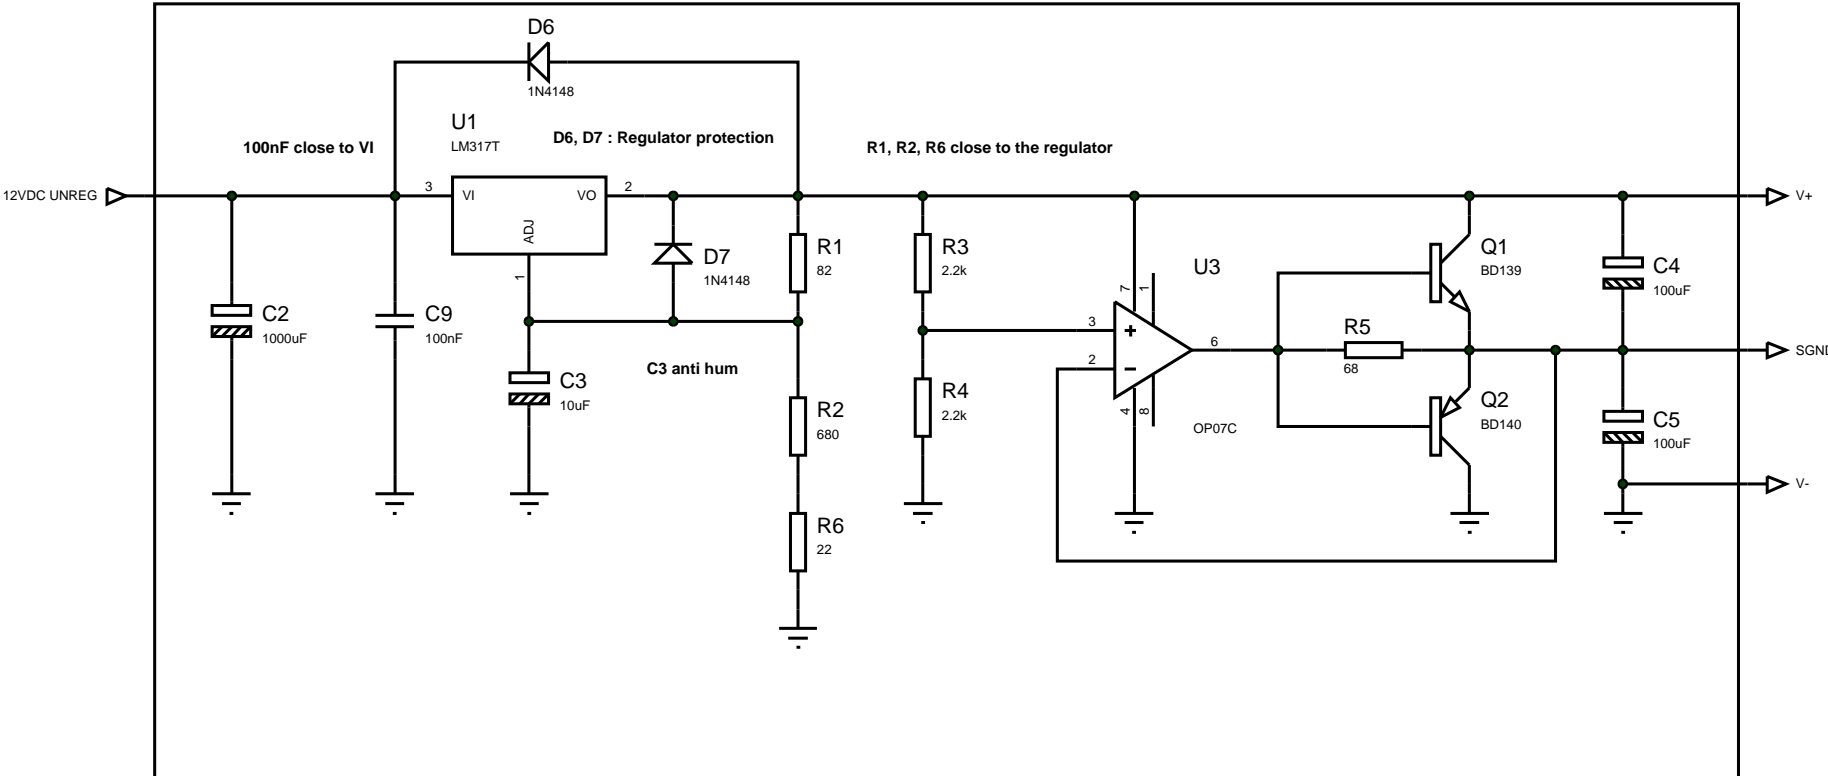 D6
1N4148
U1
LM317T
100nF close to VI
D6, D7 : Regulator protection
R1, R2, R6 close to the regulator
12VDC UNREG
3
VI
VO
2
ADJ
1
V+
D7
1N4148
R1
82
R3
2.2k
U3
7
1
Q1
BD139
C4
100uF
C2
1000uF
C9
100nF
3
+
2
−
6
R5
68
SGND
C3 anti hum
C3
10uF
R2
680
R4
2.2k
4
8
OP07C
Q2
BD140
C5
100uF
V-
R6
22